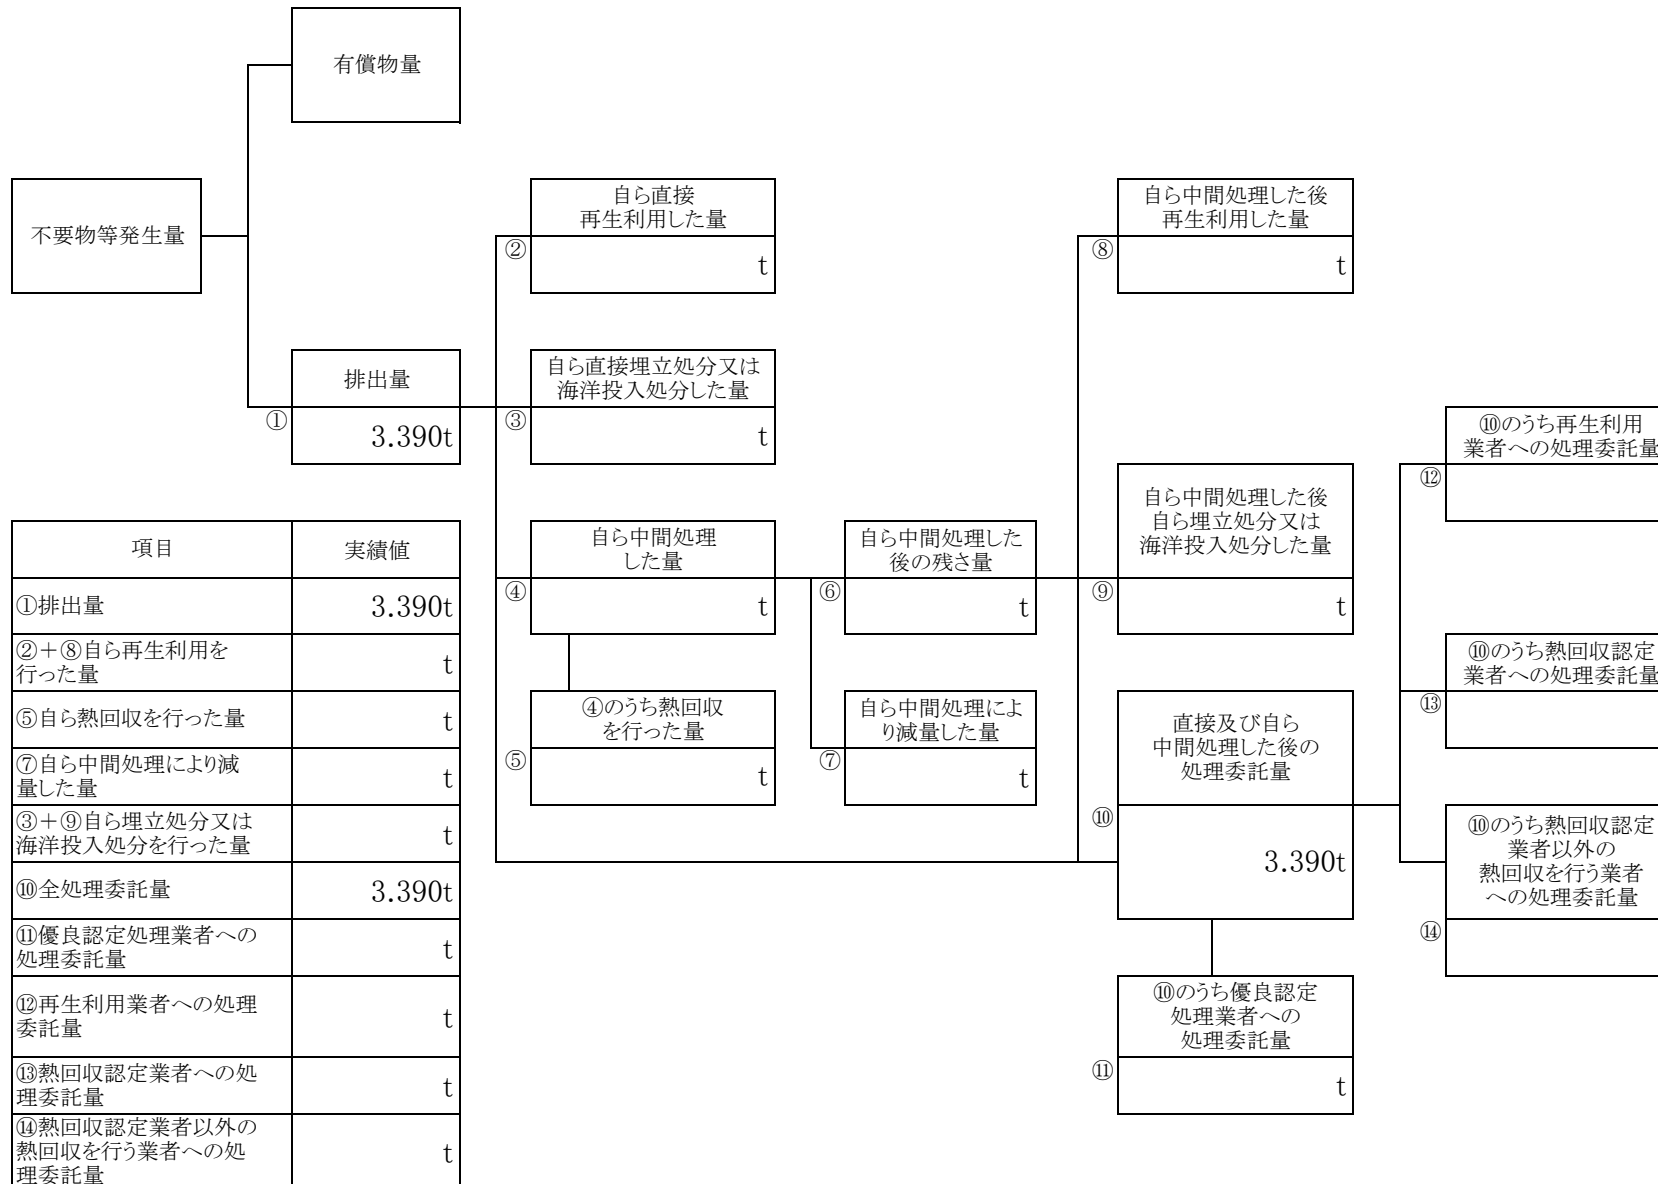 有償物量
不要物等発生量
自ら直接
再生利用した量
②
t
自ら中間処理した後
再生利用した量
⑧
t
排出量
①
3.390t
自ら直接埋立処分又は
海洋投入処分した量
③
t
⑩のうち再生利用
業者への処理委託量
⑫
自ら中間処理
した量
④
t
自ら中間処理した
後の残さ量
⑥
t
自ら中間処理した後
自ら埋立処分又は
海洋投入処分した量
⑨
t
⑩のうち熱回収認定
業者への処理委託量
⑬
④のうち熱回収
を行った量
⑤
t
自ら中間処理によ
り減量した量
⑦
t
直接及び自ら
中間処理した後の
処理委託量
⑩
3.390t
⑩のうち熱回収認定
業者以外の
熱回収を行う業者
への処理委託量
⑭
⑩のうち優良認定
処理業者への
処理委託量
⑪
t
項目 実績値
①排出量 3.390t
②＋⑧自ら再生利用を
行った量
t
⑤自ら熱回収を行った量 t
⑦自ら中間処理により減
量した量
t
③＋⑨自ら埋立処分又は
海洋投入処分を行った量
t
⑩全処理委託量 3.390t
⑪優良認定処理業者への
処理委託量
t
⑫再生利用業者への処理
委託量
t
⑬熱回収認定業者への処
理委託量
t
⑭熱回収認定業者以外の
熱回収を行う業者への処
理委託量
t